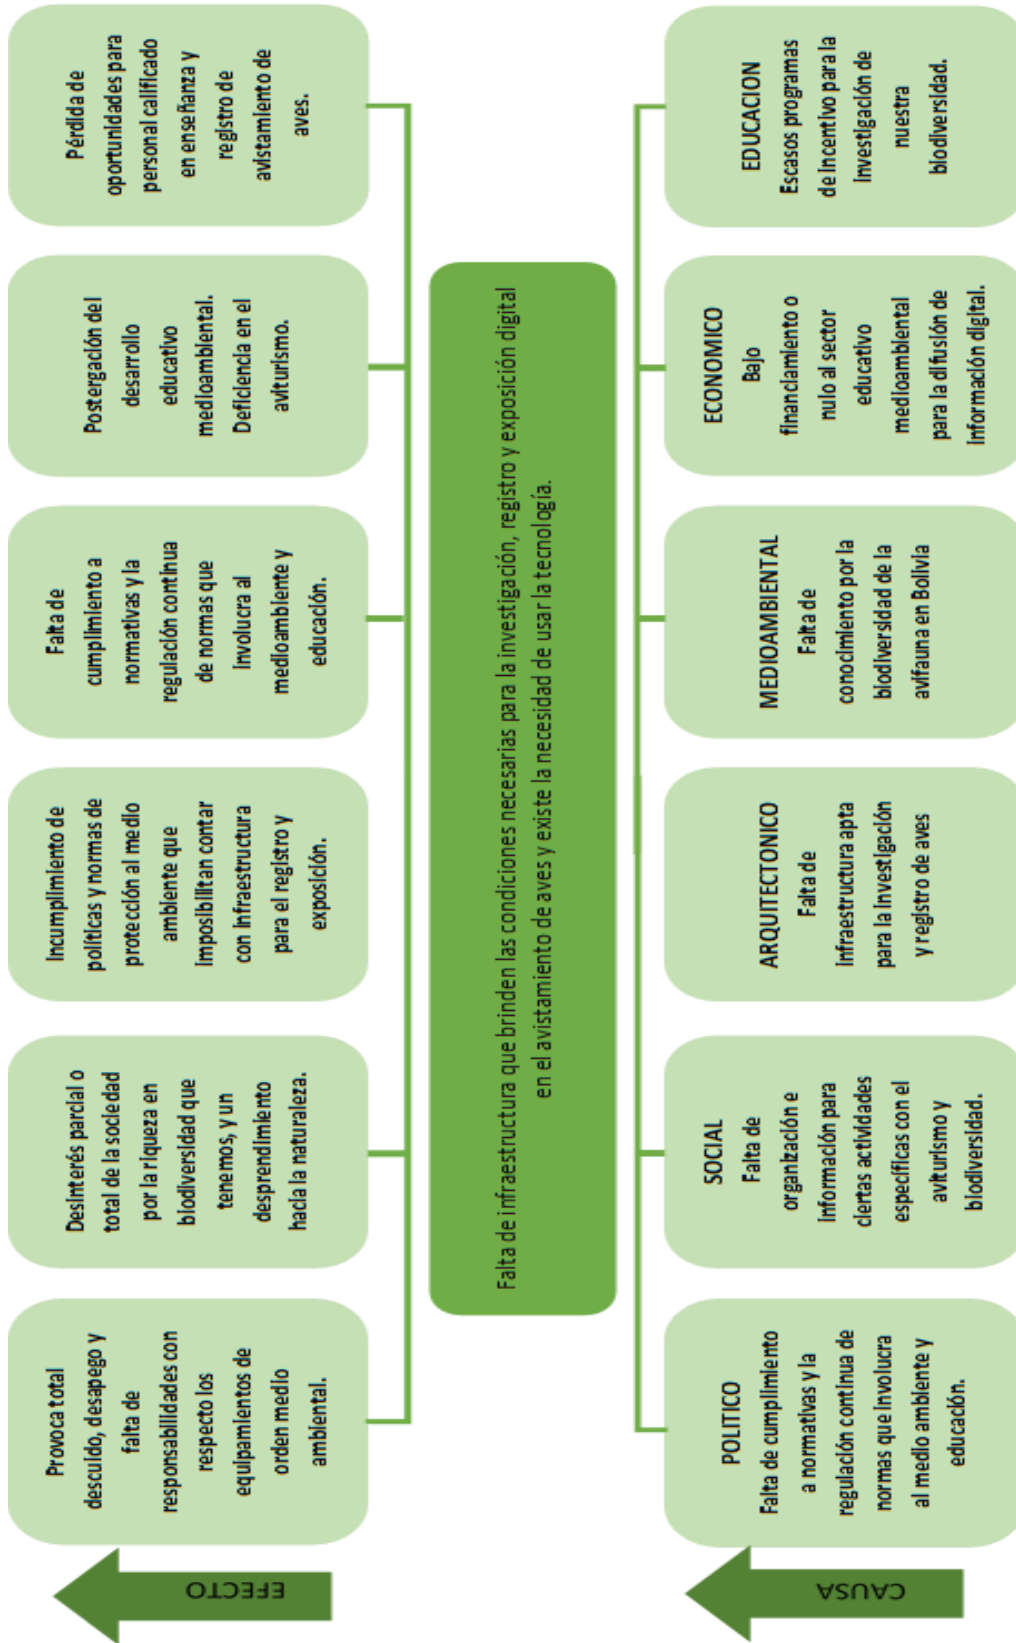 EFECTO
Provoca total
descuido, desapego y
falta de
responsabilidades con
respecto los
equipamientos de
orden medio
ambiental.
Desinterés parcial o
total de la sociedad
por la riqueza en
biodiversidad que
tenemos, y un
desprendimiento
hacia la naturaleza.
Incumplimiento de
políticas y normas de
protección al medio
ambiente que
imposibilitan contar
con infraestructura
para el registro y
exposición.
Falta de
cumplimiento a
normativas y la
regulación continua
de normas que
involucra al
medioambiente y
educación.
Postergación del
desarrollo
educativo
medioambiental.
Deficiencia en el
aviturismo.
Pérdida de
oportunidades para
personal calificado
en enseñanza y
registro de
avistamiento de
aves.
Falta de infraestructura que brinden las condiciones necesarias para la investigación, registro y exposición digital
en el avistamiento de aves y existe la necesidad de usar la tecnología.
CAUSA
POLITICO
Falta de cumplimiento
a normativas y la
regulación continua de
normas que involucra
al medio ambiente y
educación.
SOCIAL
Falta de
organización e
información para
ciertas actividades
específicas con el
aviturismo y
biodiversidad.
ARQUITECTONICO
Falta de
infraestructura apta
para la investigación
y registro de aves
MEDIOAMBIENTAL
Falta de
conocimiento por la
biodiversidad de la
avifauna en Bolivia
ECONOMICO
Bajo
financiamiento o
nulo al sector
educativo
medioambiental
para la difusión de
información digital.
EDUCACION
Escasos programas
de incentivo para la
investigación de
nuestra
biodiversidad.